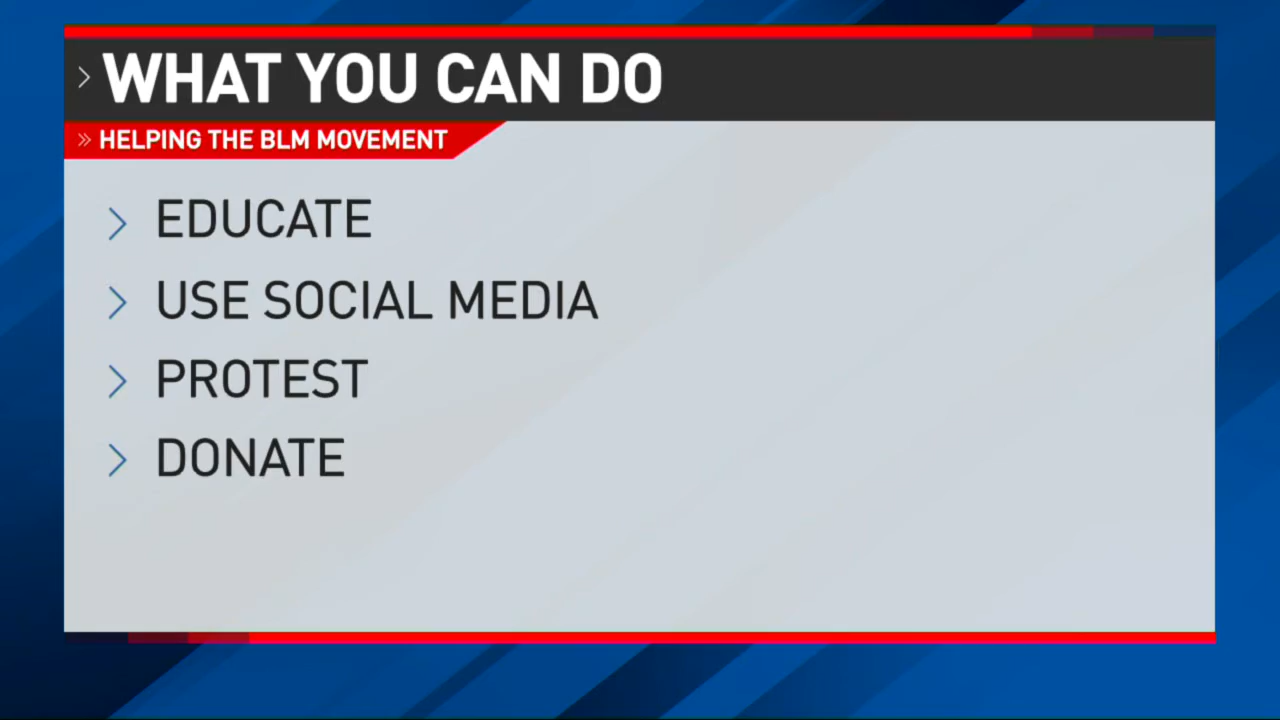 WHAT YOU CAN DO
HELPING THE BLM MOVEMENT
EDUCATE
USE SOCIAL MEDIA
PROTEST
DONATE